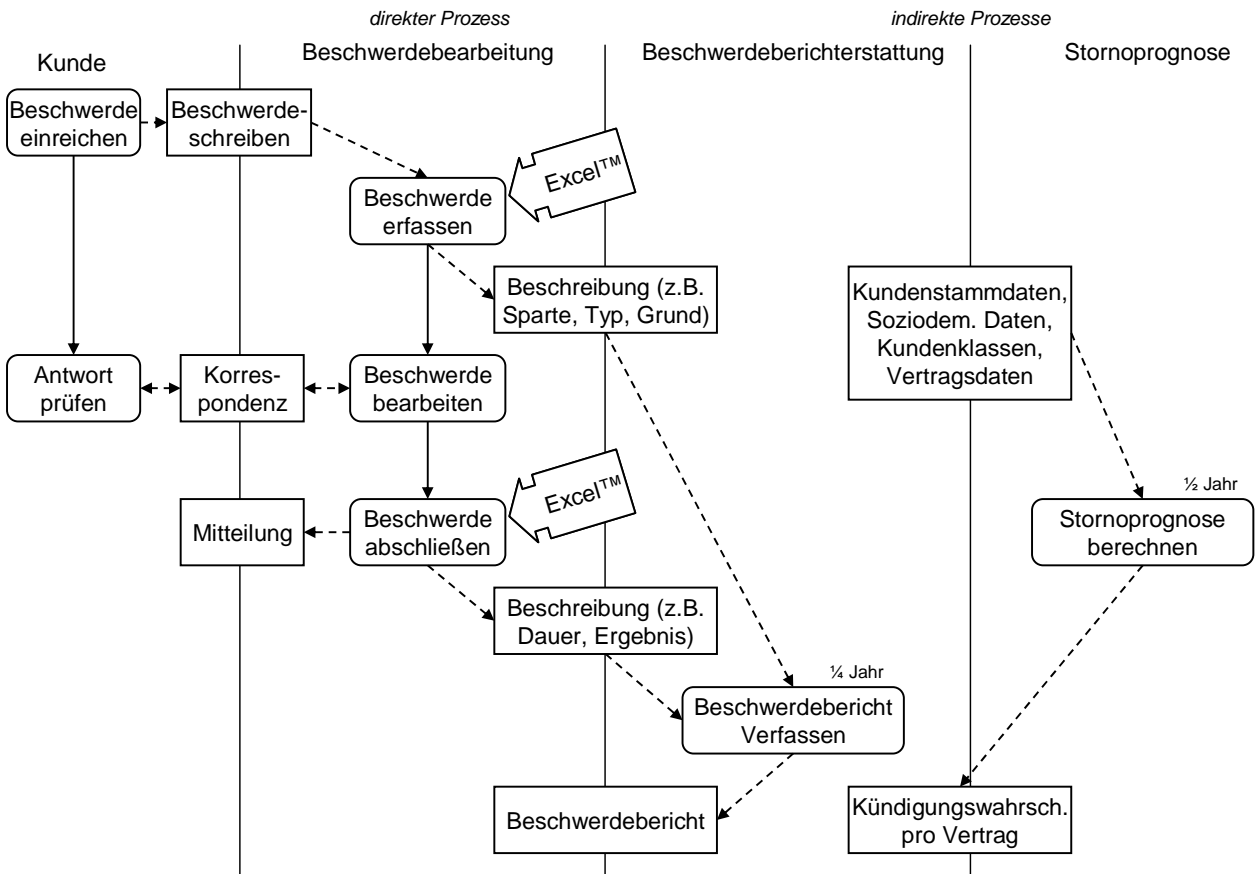 direkter Prozess
indirekte Prozesse
Kunde
Beschwerdebearbeitung
Beschwerdeberichterstattung
Stornoprognose
Beschwerde
einreichen
Beschwerde-
schreiben
Excel™
Beschwerde
erfassen
Beschreibung (z.B.
Sparte, Typ, Grund)
Kundenstammdaten,
Soziodem. Daten,
Kundenklassen,
Vertragsdaten
Antwort
prüfen
Korres-
pondenz
Beschwerde
bearbeiten
Excel™
½ Jahr
Mitteilung
Beschwerde
abschließen
Stornoprognose
berechnen
Beschreibung (z.B.
Dauer, Ergebnis)
¼ Jahr
Beschwerdebericht
Verfassen
Beschwerdebericht
Kündigungswahrsch.
pro Vertrag